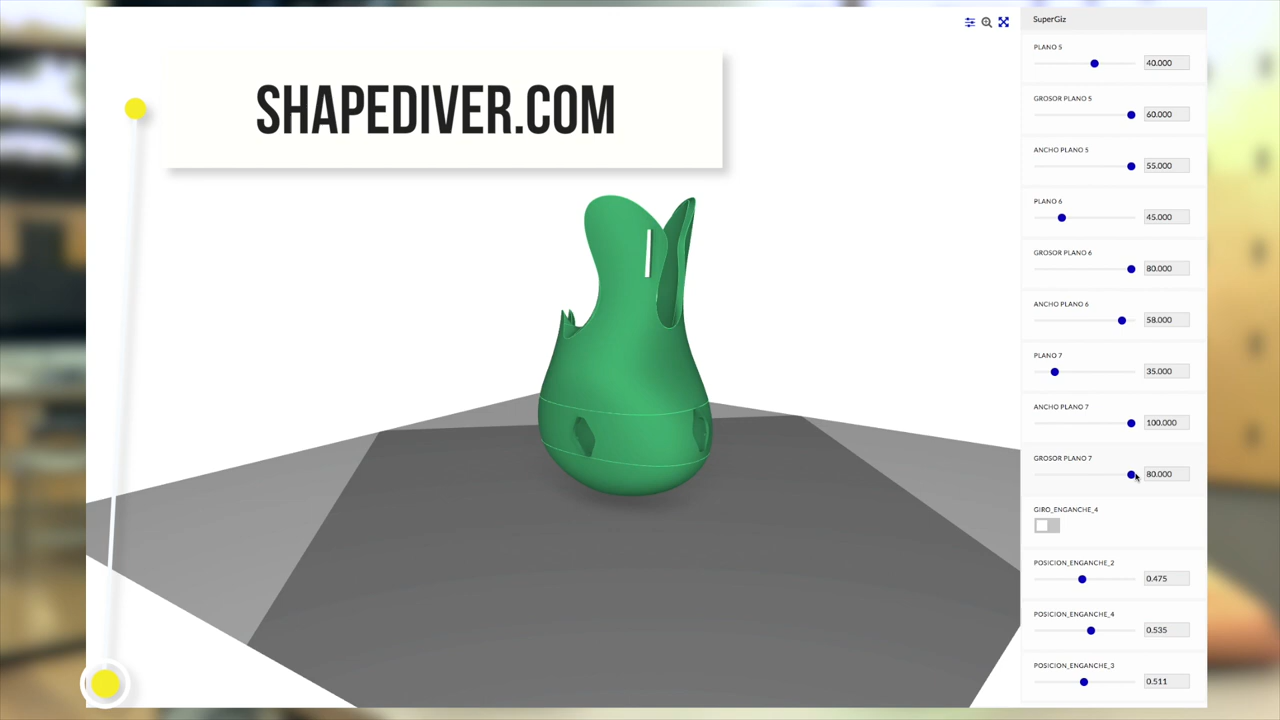 SHAPEDIVER.COM
SuperGiz
PLANO 5
40.000
GROSOR PLANO 5
60.000
ANCHO PLANO 5
55.000
PLANO 6
45.000
GROSOR PLANO 6
80.000
ANCHO PLANO 6
58.000
PLANO 7
35.000
ANCHO PLANO 7
100.000
GROSOR PLANO 7
80.000
GIRO_ENGANCHE_4
POSICION_ENGANCHE_2
0.475
POSICION_ENGANCHE_4
0.535
POSICION_ENGANCHE_3
0.511